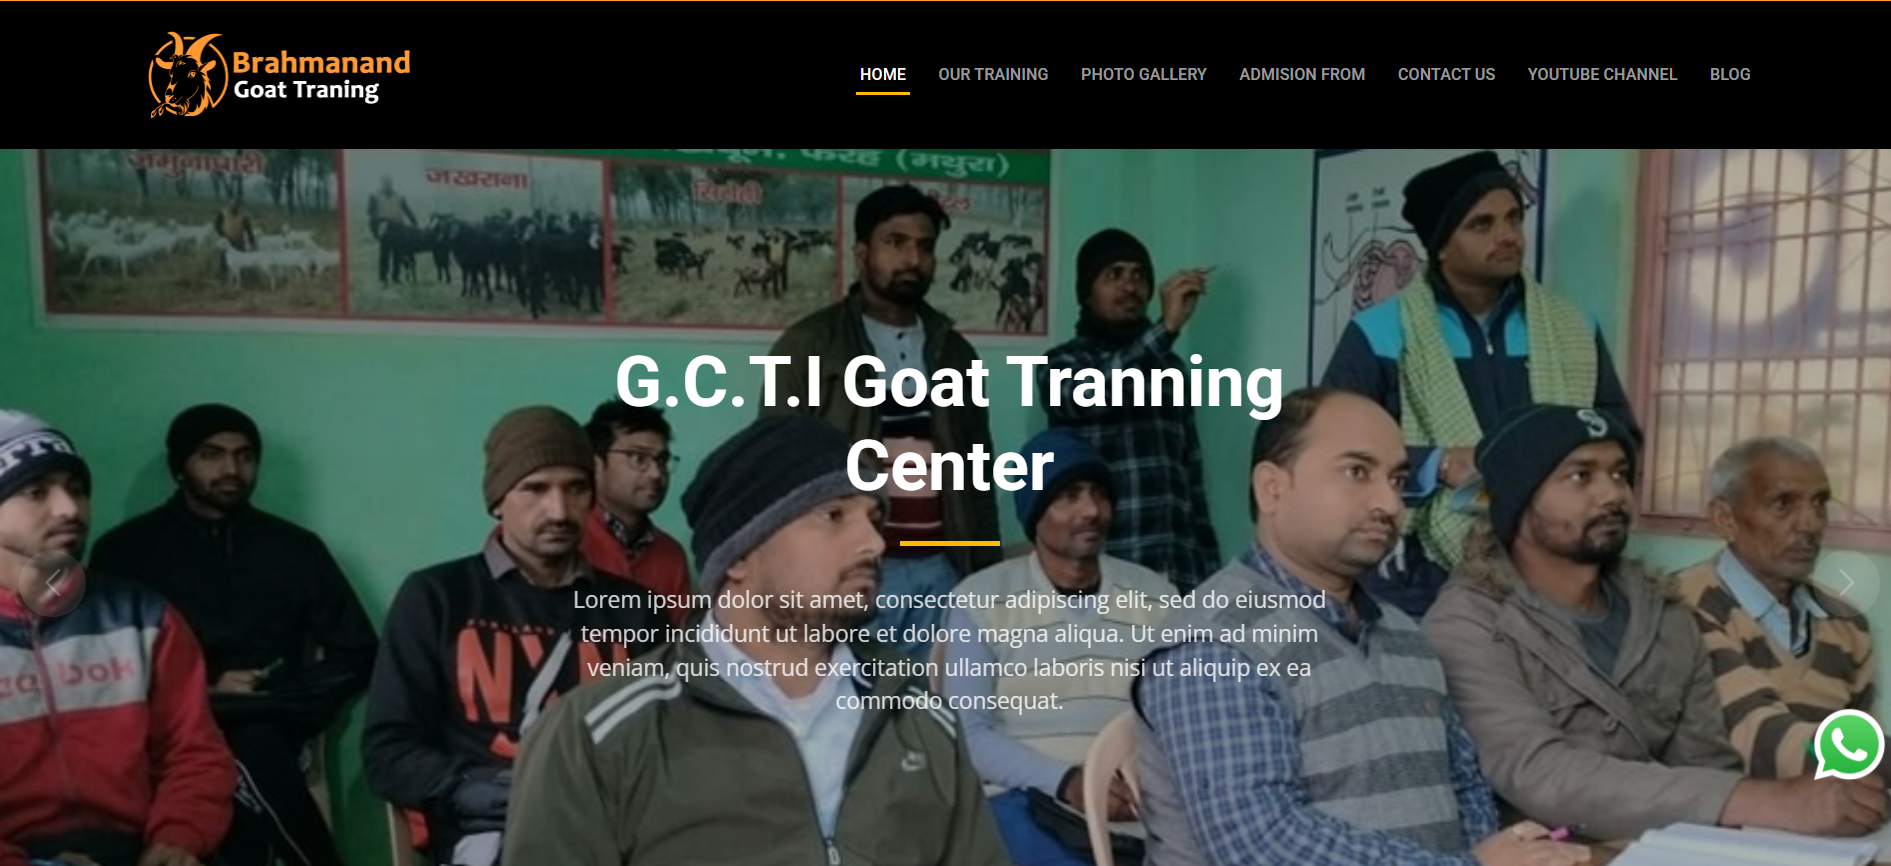 Brahmanand
Goat Traning
HOME OUR TRAINING PHOTO GALLERY ADMISION FROM CONTACT US YOUTUBE CHANNEL BLOG
फरह (मथुरा)
जमुनापारी
जखराना
सिरोही
G.C.T.I Goat Tranning
Center
Lorem ipsum dolor sit amet, consectetur adipiscing elit, sed do eiusmod
tempor incididunt ut labore et dolore magna aliqua. Ut enim ad minim
veniam, quis nostrud exercitation ullamco laboris nisi ut aliquip ex ea
commodo consequat.